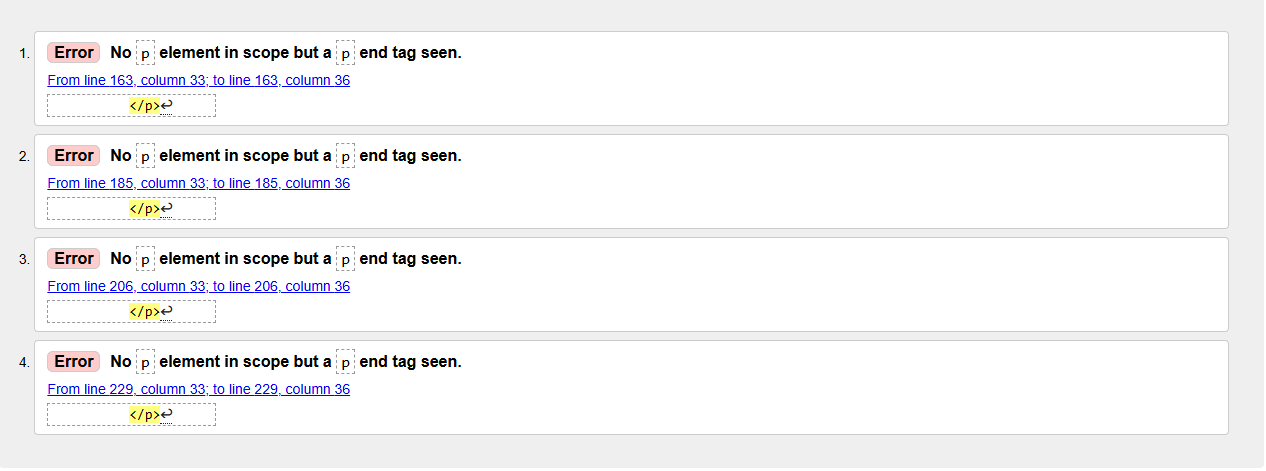 1. Error No p element in scope but a p end tag seen.
From line 163, column 33; to line 163, column 36
</p>↩
2. Error No p element in scope but a p end tag seen.
From line 185, column 33; to line 185, column 36
</p>↩
3. Error No p element in scope but a p end tag seen.
From line 206, column 33; to line 206, column 36
</p>↩
4. Error No p element in scope but a p end tag seen.
From line 229, column 33; to line 229, column 36
</p>↩